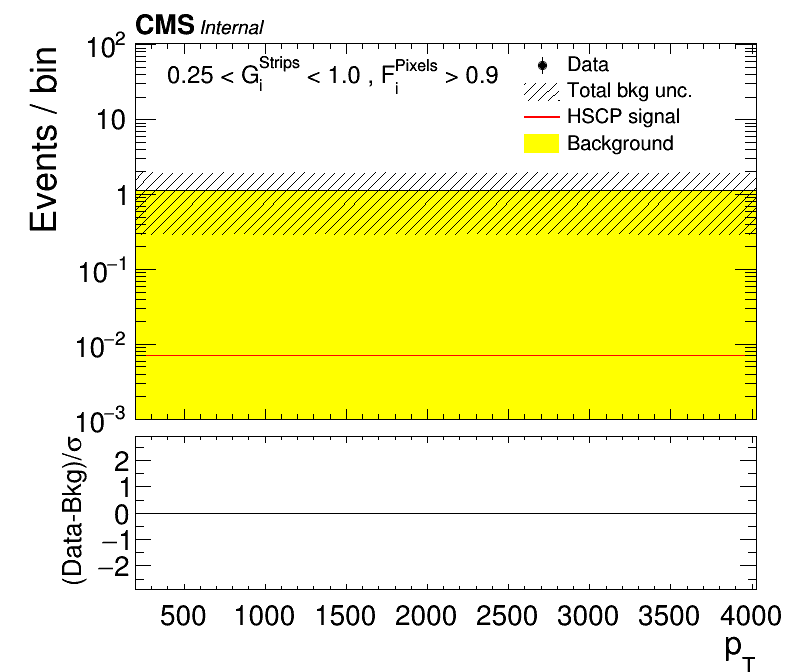 CMS Internal
Events / bin
10²
10
1
10⁻¹
10⁻²
10⁻³
0.25 < Gᵢ^Strips < 1.0 , Fᵢ^Pixels > 0.9
Data
Total bkg unc.
HSCP signal
Background
(Data-Bkg)/σ
2
1
0
−1
−2
500 1000 1500 2000 2500 3000 3500 4000
p_T